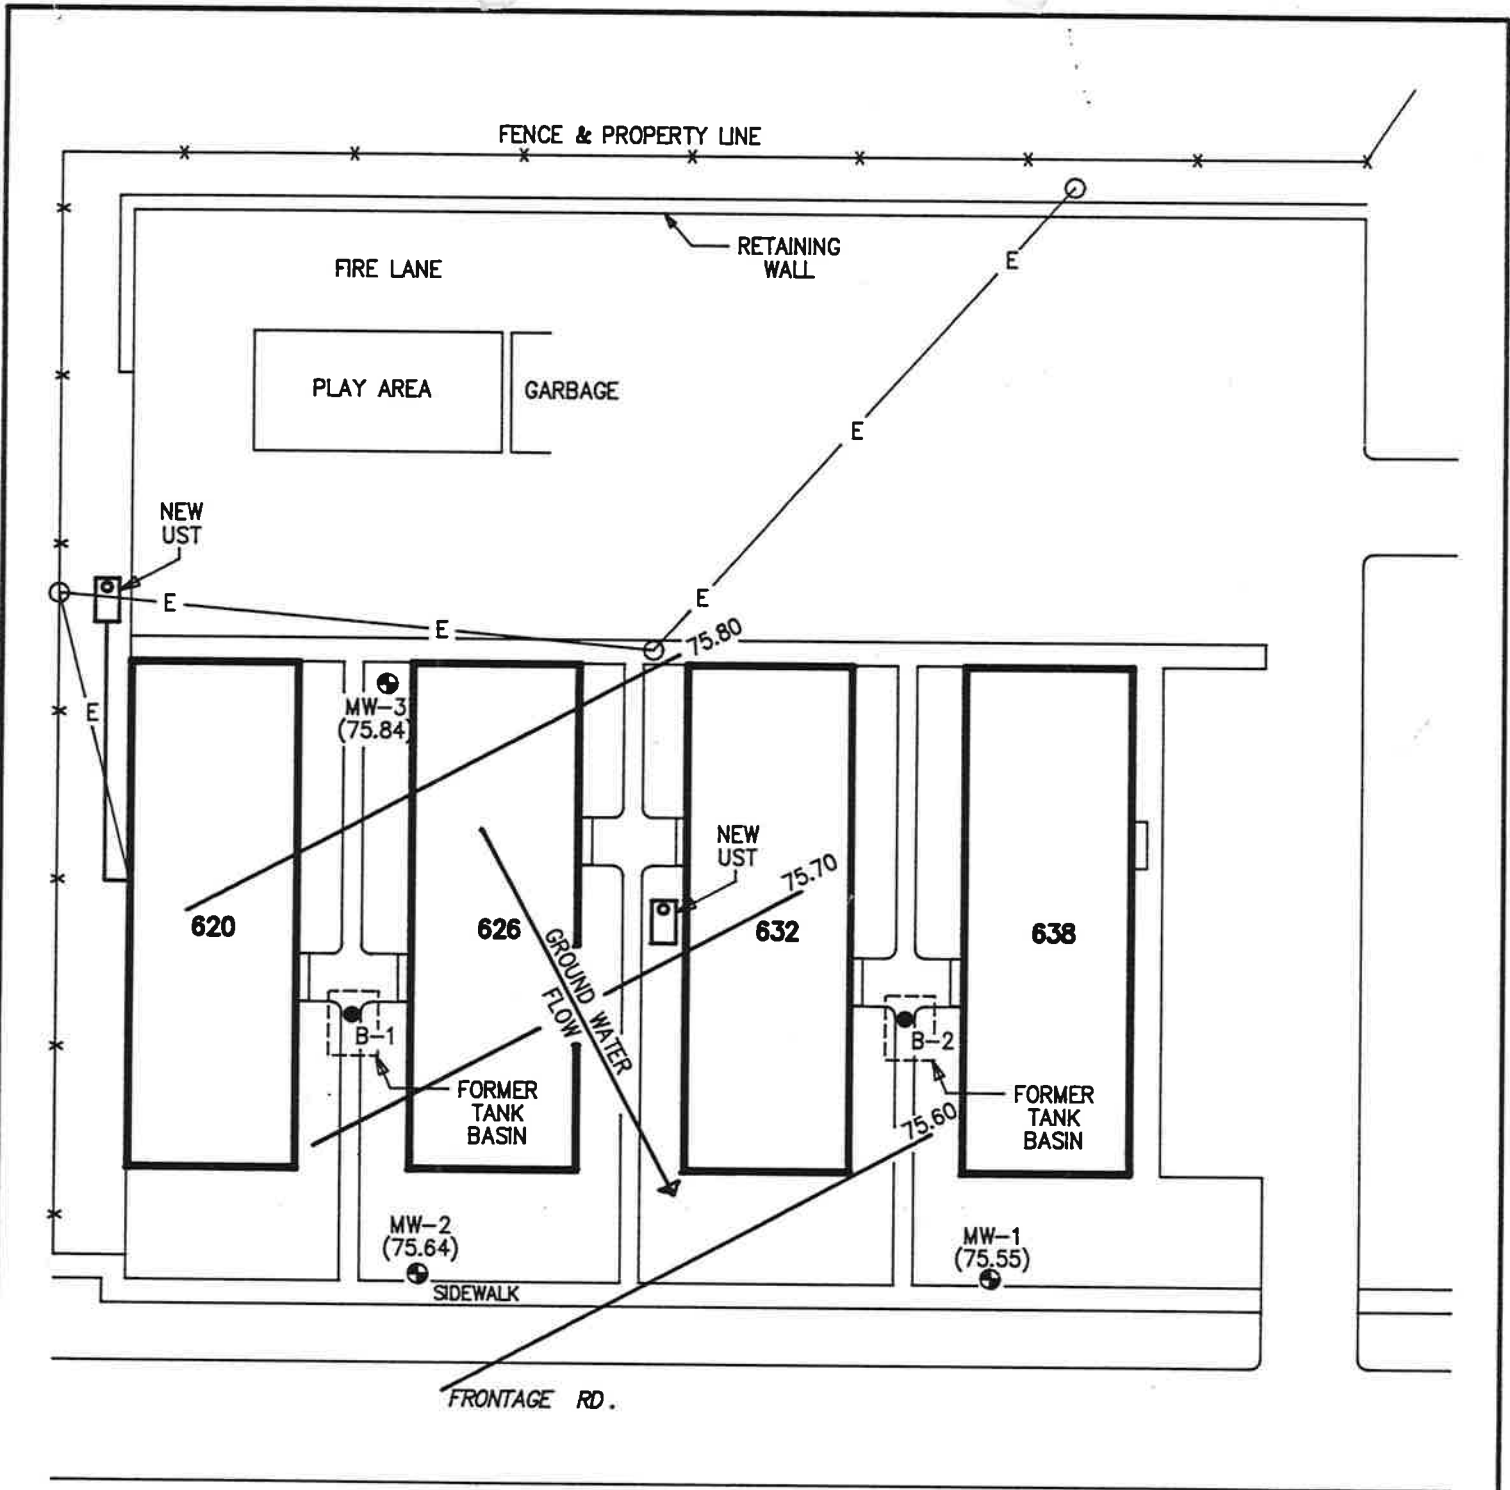 FENCE & PROPERTY LINE
RETAINING
WALL
E
FIRE LANE
PLAY AREA
GARBAGE
E
NEW
UST
E
E
E
75.80
MW-3
(75.84)
E
NEW
UST
75.70
620
626
632
638
GROUND WATER
FLOW
B-1
B-2
FORMER
TANK
BASIN
FORMER
TANK
BASIN
75.60
MW-2
(75.64)
MW-1
(75.55)
SIDEWALK
FRONTAGE RD.